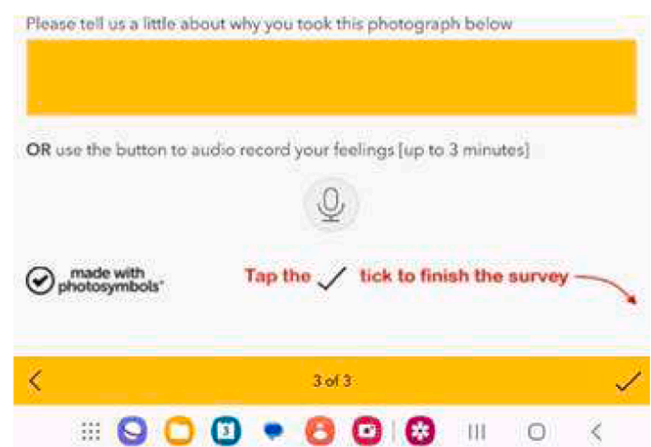 Please tell us a little about why you took this photograph below
OR use the button to audio record your feelings [up to 3 minutes]
made with
photosymbols®
Tap the ✓ tick to finish the survey
3 of 3
3